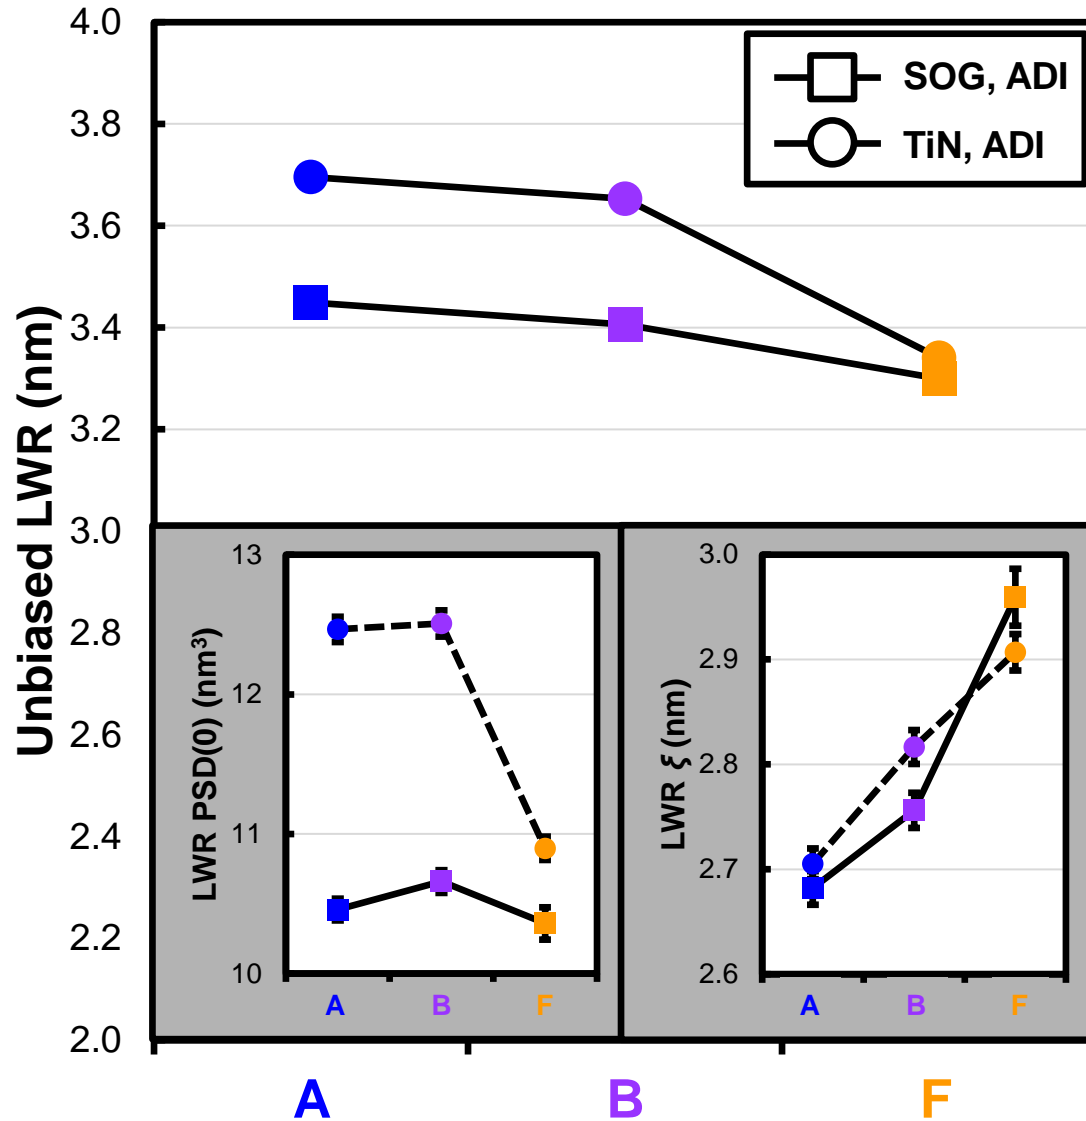 4.0
3.8
3.6
3.4
3.2
3.0
2.8
2.6
2.4
2.2
2.0
Unbiased LWR (nm)
SOG, ADI
TiN, ADI
13
12
11
10
LWR PSD(0) (nm³)
A B F
3.0
2.9
2.8
2.7
2.6
LWR ξ (nm)
A B F
A B F